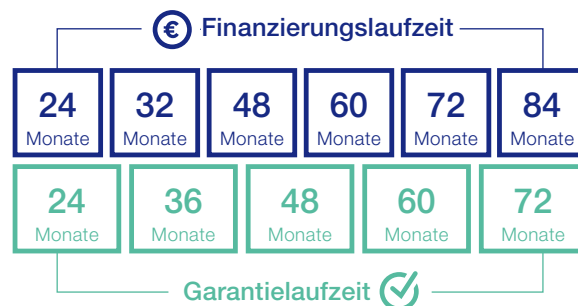 € Finanzierungslaufzeit
24 32 48 60 72 84
Monate Monate Monate Monate Monate Monate
24 36 48 60 72
Monate Monate Monate Monate Monate
Garantielaufzeit